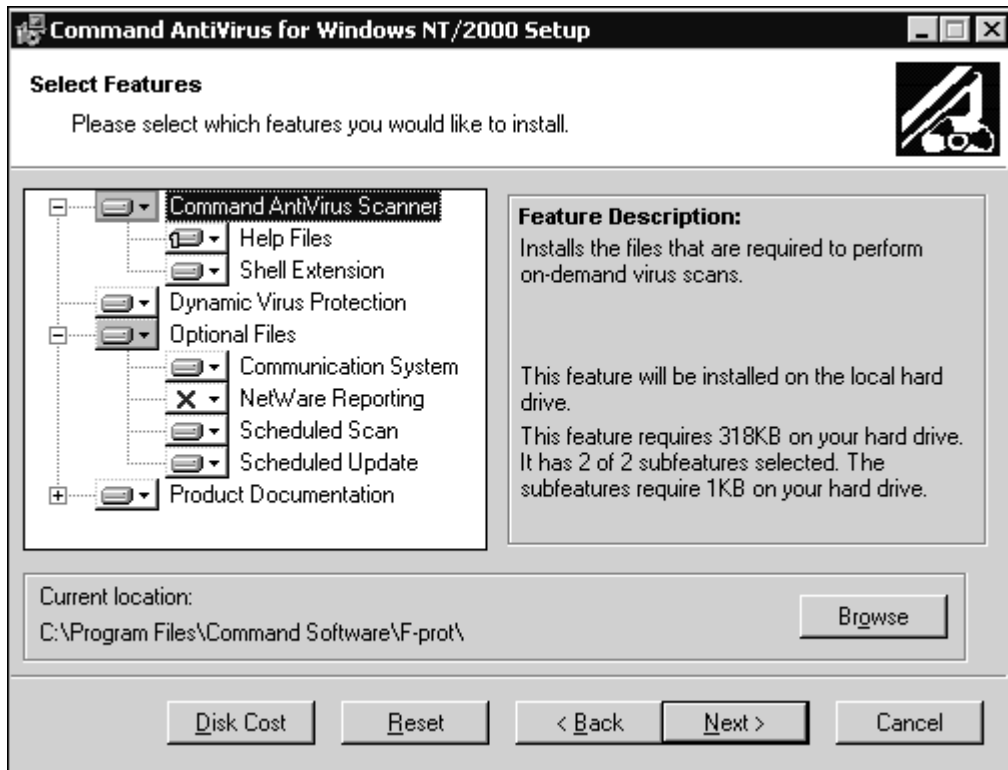 Command AntiVirus for Windows NT/2000 Setup
Select Features
Please select which features you would like to install.
Command AntiVirus Scanner
Help Files
Shell Extension
Dynamic Virus Protection
Optional Files
Communication System
NetWare Reporting
Scheduled Scan
Scheduled Update
Product Documentation
Feature Description:
Installs the files that are required to perform
on-demand virus scans.
This feature will be installed on the local hard
drive.
This feature requires 318KB on your hard drive.
It has 2 of 2 subfeatures selected. The
subfeatures require 1KB on your hard drive.
Current location:
C:\Program Files\Command Software\F-prot\
Browse
Disk Cost
Reset
< Back
Next >
Cancel